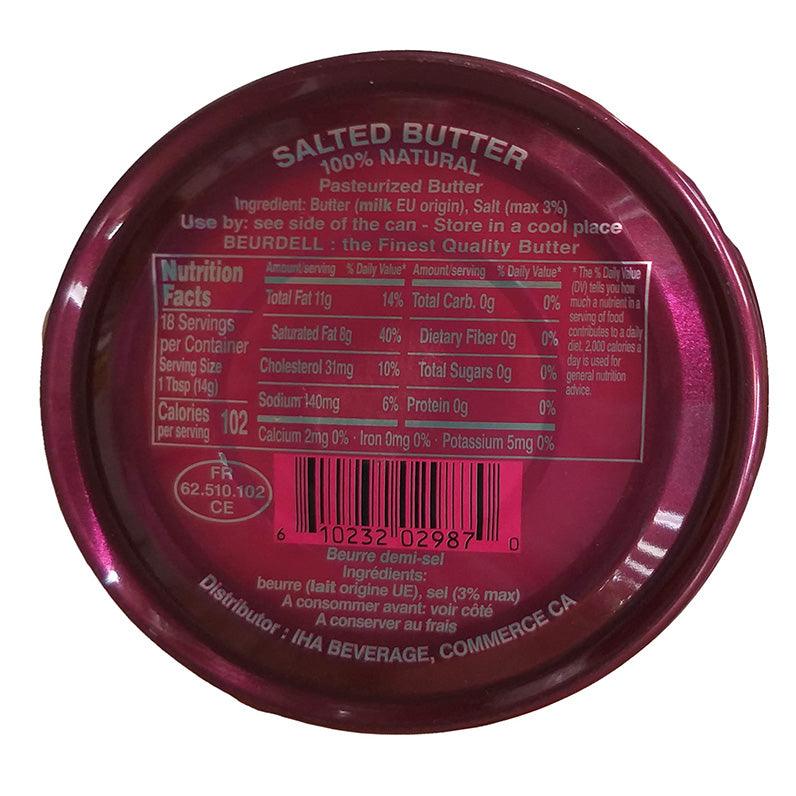 SALTED BUTTER
100% NATURAL
Pasteurized Butter
Ingredient: Butter (milk EU origin), Salt (max 3%)
Use by: see side of the can - Store in a cool place
BEURDELL : the Finest Quality Butter
Nutrition
Facts
18 Servings
per Container
Serving Size
1 Tbsp (14g)
Calories 102
per serving
Amount/serving % Daily Value*
Total Fat 11g 14%
Saturated Fat 8g 40%
Cholesterol 31mg 10%
Sodium 140mg 6%
Amount/serving % Daily Value*
Total Carb. 0g 0%
Dietary Fiber 0g 0%
Total Sugars 0g 0%
Protein 0g 0%
Calcium 2mg 0% · Iron 0mg 0% · Potassium 5mg 0%
* The % Daily Value
(DV) tells you how
much a nutrient in a
serving of food
contributes to a daily
diet. 2,000 calories a
day is used for
general nutrition
advice.
FR
62.510.102
CE
6 10232 02987 0
Beurre demi-sel
Ingrédients:
beurre (lait origine UE), sel (3% max)
A consommer avant: voir côté
A conserver au frais
Distributor : IHA BEVERAGE, COMMERCE CA